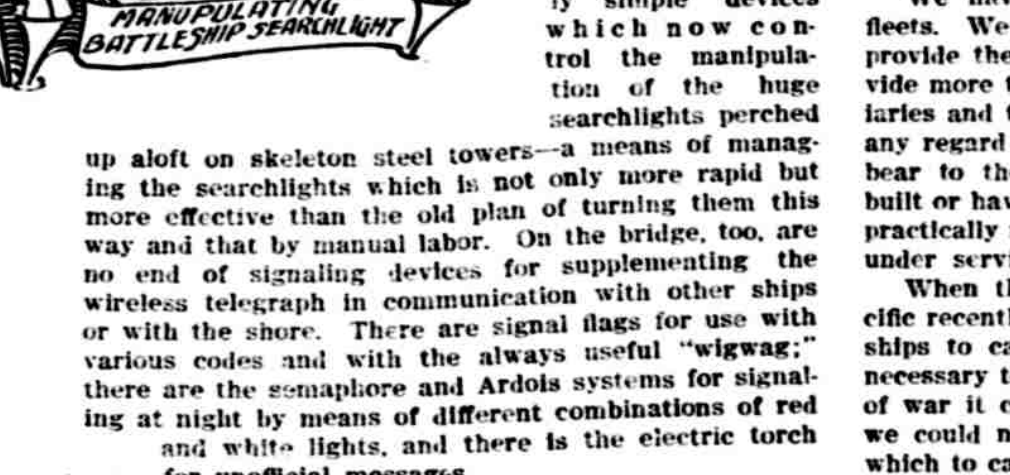 MANUPULATING
BATTLESHIP SEARCHLIGHT
ly simple devices
which now con-
trol the manipula-
tion of the huge
searchlights perched
up aloft on skeleton steel towers—a means of manag-
ing the searchlights which is not only more rapid but
more effective than the old plan of turning them this
way and that by manual labor. On the bridge, too, are
no end of signaling devices for supplementing the
wireless telegraph in communication with other ships
or with the shore. There are signal flags for use with
various codes and with the always useful "wigwag;"
there are the semaphore and Ardois systems for signal-
ing at night by means of different combinations of red
and white lights, and there is the electric torch
for unofficial messages
fleets. We
provide the
vide more
iaries and
any regard
bear to th
built or hav
practically
under servi
When th
cific recentl
ships to ca
necessary t
of war it c
we could n
which to ca